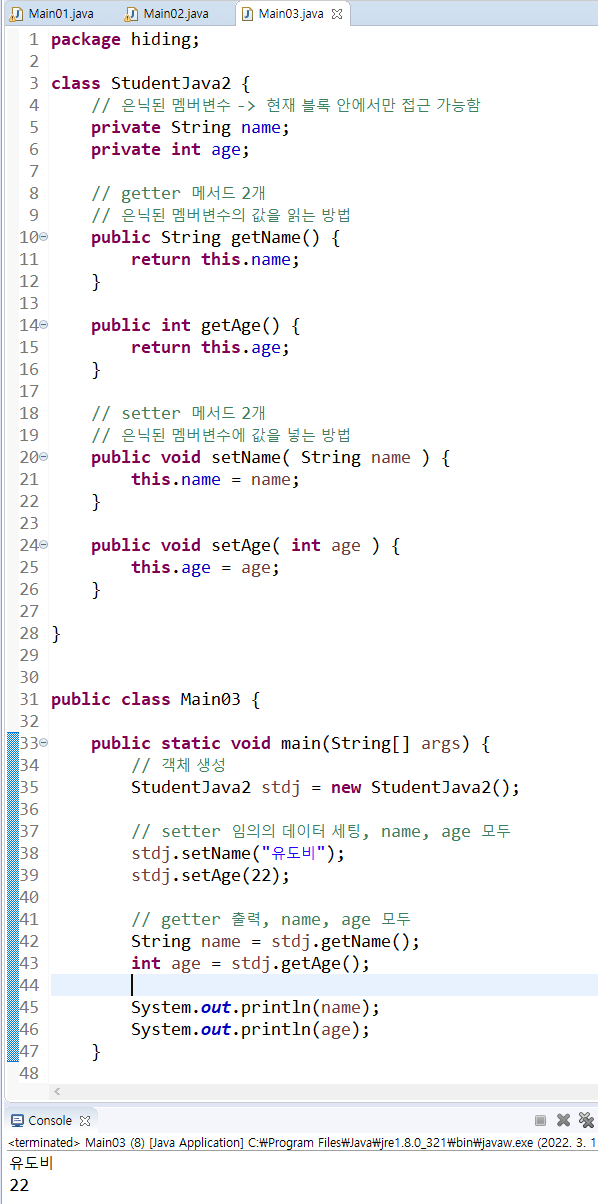 Main01.java Main02.java Main03.java
1 package hiding;
2
3 class StudentJava2 {
4 // 은닉된 멤버변수 -> 현재 블록 안에서만 접근 가능함
5 private String name;
6 private int age;
7
8 // getter 메서드 2개
9 // 은닉된 멤버변수의 값을 읽는 방법
10 public String getName() {
11 return this.name;
12 }
13
14 public int getAge() {
15 return this.age;
16 }
17
18 // setter 메서드 2개
19 // 은닉된 멤버변수에 값을 넣는 방법
20 public void setName( String name ) {
21 this.name = name;
22 }
23
24 public void setAge( int age ) {
25 this.age = age;
26 }
27
28 }
29
30
31 public class Main03 {
32
33 public static void main(String[] args) {
34 // 객체 생성
35 StudentJava2 stdj = new StudentJava2();
36
37 // setter 임의의 데이터 세팅, name, age 모두
38 stdj.setName("유도비");
39 stdj.setAge(22);
40
41 // getter 출력, name, age 모두
42 String name = stdj.getName();
43 int age = stdj.getAge();
44
45 System.out.println(name);
46 System.out.println(age);
47 }
48
Console
<terminated> Main03 (8) [Java Application] C:₩Program Files₩Java₩jre1.8.0_321₩bin₩javaw.exe (2022. 3. 1
유도비
22